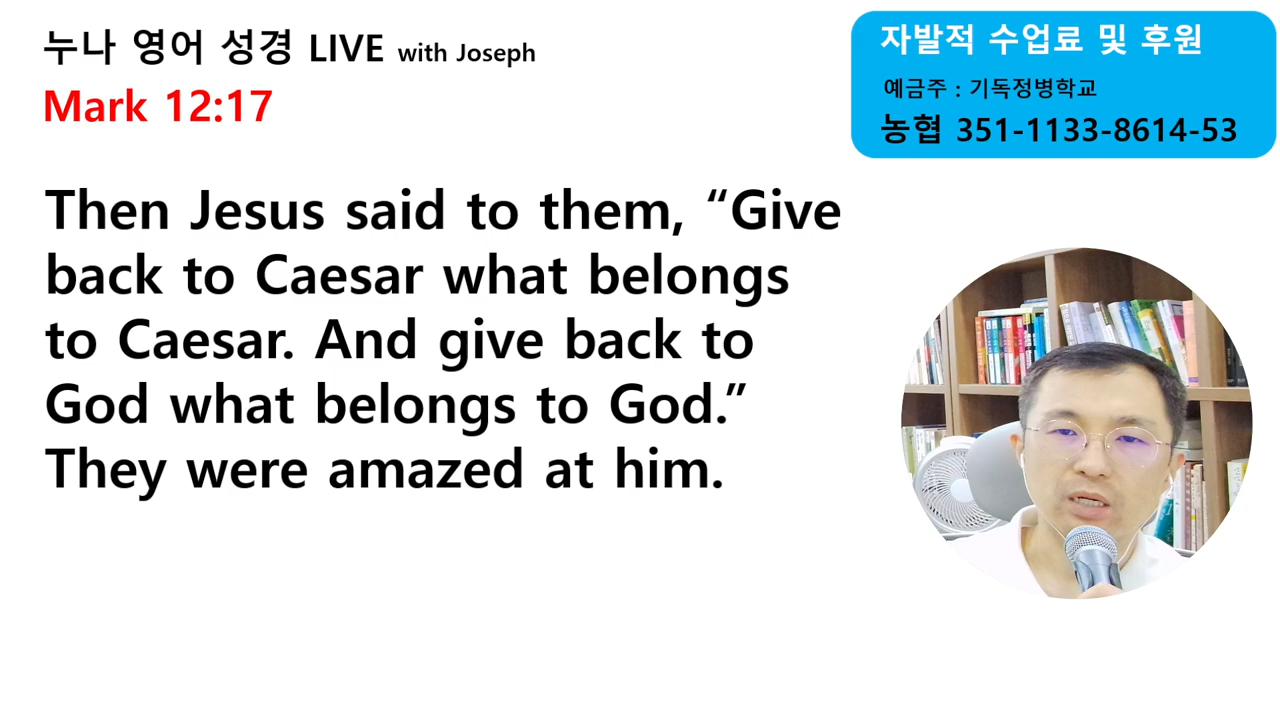 누나 영어 성경 LIVE with Joseph
Mark 12:17
자발적 수업료 및 후원
예금주 : 기독정병학교
농협 351-1133-8614-53
Then Jesus said to them, “Give
back to Caesar what belongs
to Caesar. And give back to
God what belongs to God.”
They were amazed at him.